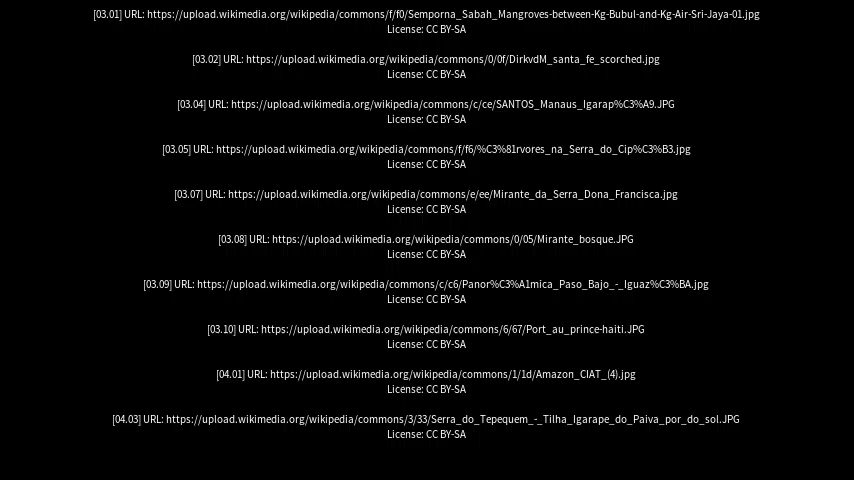 [03.01] URL: https://upload.wikimedia.org/wikipedia/commons/f/f0/Semporna_Sabah_Mangroves-between-Kg-Bubul-and-Kg-Air-Sri-Jaya-01.jpg
License: CC BY-SA
[03.02] URL: https://upload.wikimedia.org/wikipedia/commons/0/0f/DirkvdM_santa_fe_scorched.jpg
License: CC BY-SA
[03.04] URL: https://upload.wikimedia.org/wikipedia/commons/c/ce/SANTOS_Manaus_Igarap%C3%A9.JPG
License: CC BY-SA
[03.05] URL: https://upload.wikimedia.org/wikipedia/commons/f/f6/%C3%81rvores_na_Serra_do_Cip%C3%B3.jpg
License: CC BY-SA
[03.07] URL: https://upload.wikimedia.org/wikipedia/commons/e/ee/Mirante_da_Serra_Dona_Francisca.jpg
License: CC BY-SA
[03.08] URL: https://upload.wikimedia.org/wikipedia/commons/0/05/Mirante_bosque.JPG
License: CC BY-SA
[03.09] URL: https://upload.wikimedia.org/wikipedia/commons/c/c6/Panor%C3%A1mica_Paso_Bajo_-_Iguaz%C3%BA.jpg
License: CC BY-SA
[03.10] URL: https://upload.wikimedia.org/wikipedia/commons/6/67/Port_au_prince-haiti.JPG
License: CC BY-SA
[04.01] URL: https://upload.wikimedia.org/wikipedia/commons/1/1d/Amazon_CIAT_(4).jpg
License: CC BY-SA
[04.03] URL: https://upload.wikimedia.org/wikipedia/commons/3/33/Serra_do_Tepequem_-_Tilha_Igarape_do_Paiva_por_do_sol.JPG
License: CC BY-SA